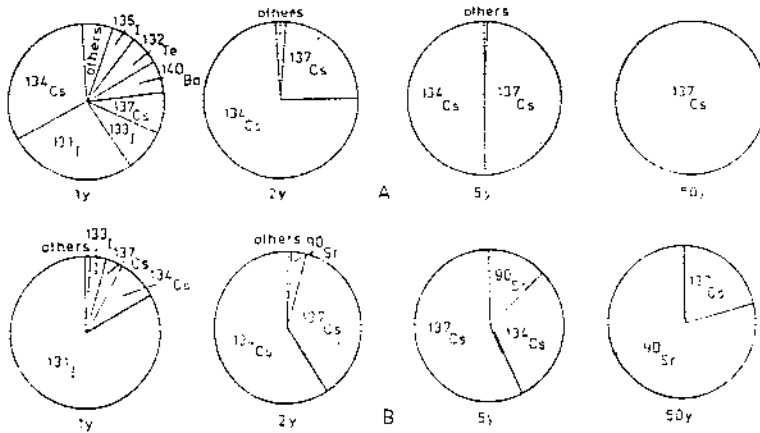 others
135I
132Te
140Ba
137Cs
133I
131I
134Cs
1y
others
137Cs
134Cs
2y
A
others
134Cs
137Cs
5y
137Cs
50y
others
133I
137Cs
134Cs
131I
1y
others
90Sr
137Cs
134Cs
2y
B
90Sr
137Cs
134Cs
5y
137Cs
90Sr
50y